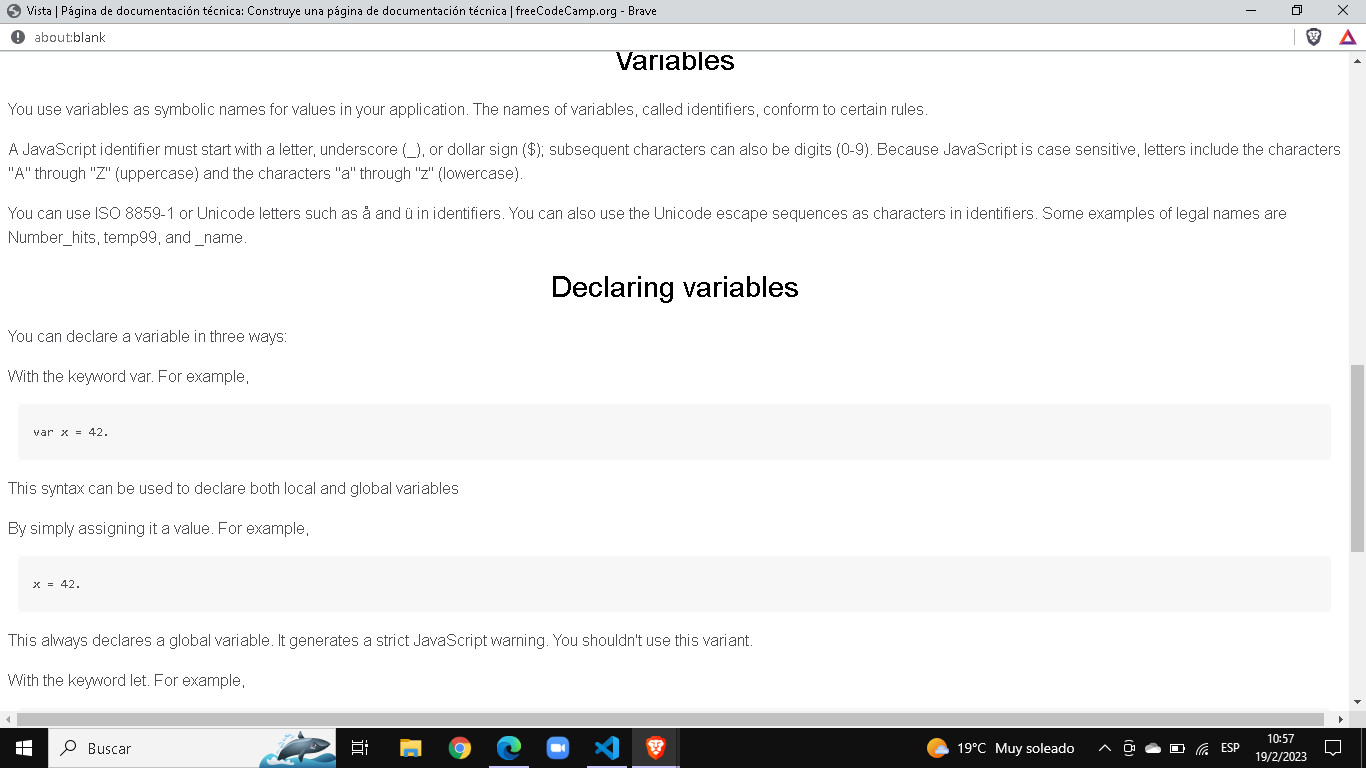 Vista | Página de documentación técnica: Construye una página de documentación técnica | freeCodeCamp.org - Brave
about:blank
Variables
You use variables as symbolic names for values in your application. The names of variables, called identifiers, conform to certain rules.
A JavaScript identifier must start with a letter, underscore (_), or dollar sign ($); subsequent characters can also be digits (0-9). Because JavaScript is case sensitive, letters include the characters
"A" through "Z" (uppercase) and the characters "a" through "z" (lowercase).
You can use ISO 8859-1 or Unicode letters such as å and ü in identifiers. You can also use the Unicode escape sequences as characters in identifiers. Some examples of legal names are
Number_hits, temp99, and _name.
Declaring variables
You can declare a variable in three ways:
With the keyword var. For example,
var x = 42.
This syntax can be used to declare both local and global variables
By simply assigning it a value. For example,
x = 42.
This always declares a global variable. It generates a strict JavaScript warning. You shouldn't use this variant.
With the keyword let. For example,
Buscar
19°C Muy soleado
ESP
10:57
19/2/2023